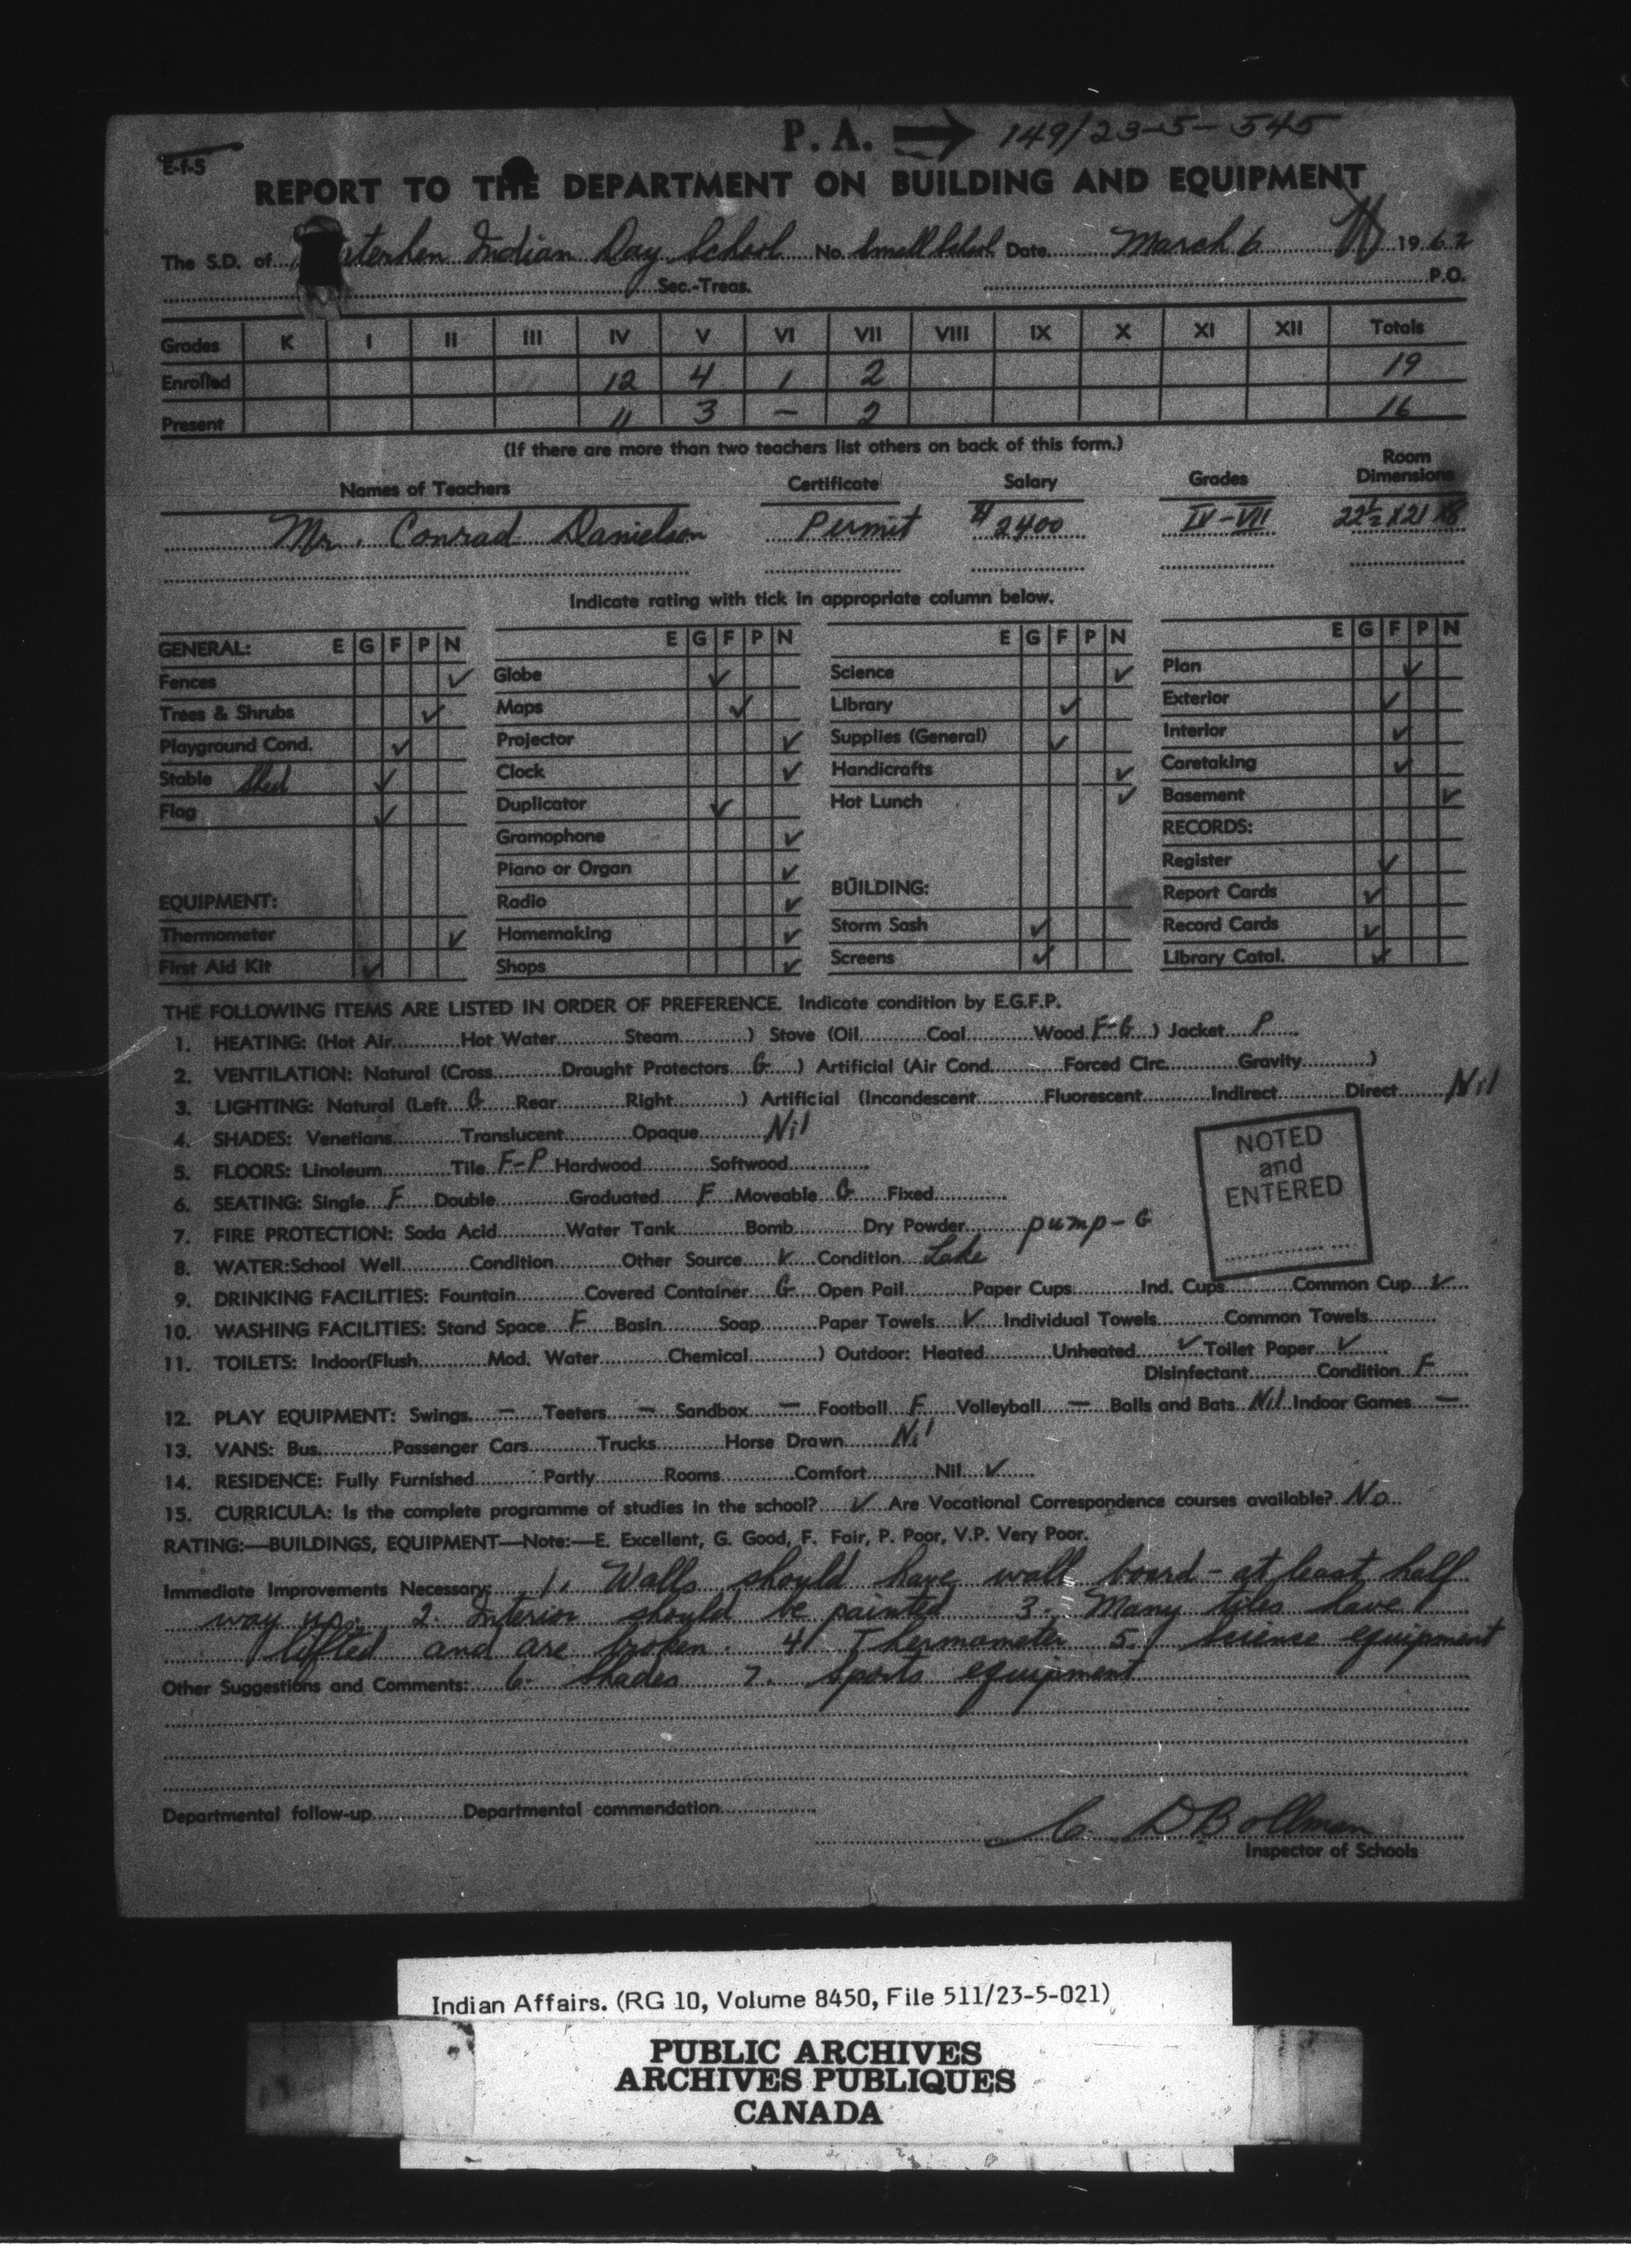 P. A. → 149/23-5-545
E-f-5
REPORT TO THE DEPARTMENT ON BUILDING AND EQUIPMENT
The S.D. of terhen Indian Day School No. Small School Date March 6 1962
Sec.-Treas. P.O.
Grades K I II III IV V VI VII VIII IX X XI XII Totals
Enrolled 12 4 1 2 19
Present 11 3 – 2 16
(If there are more than two teachers list others on back of this form.)
Names of Teachers Certificate Salary Grades Room Dimensions
Mr. Conrad Danielson Permit $2400 IV-VII 22½ x 21 x 8
Indicate rating with tick in appropriate column below.
GENERAL: E G F P N
Fences ✓
Trees & Shrubs ✓
Playground Cond. ✓
Stable Shed ✓
Flag ✓
EQUIPMENT:
Thermometer ✓
First Aid Kit ✓
E G F P N
Globe ✓
Maps ✓
Projector ✓
Clock ✓
Duplicator ✓
Gramophone ✓
Piano or Organ ✓
Radio ✓
Homemaking ✓
Shops ✓
E G F P N
Science ✓
Library ✓
Supplies (General) ✓
Handicrafts ✓
Hot Lunch ✓
BUILDING:
Storm Sash ✓
Screens ✓
E G F P N
Plan ✓
Exterior ✓
Interior ✓
Caretaking ✓
Basement ✓
RECORDS:
Register ✓
Report Cards ✓
Record Cards ✓
Library Catal. ✓
THE FOLLOWING ITEMS ARE LISTED IN ORDER OF PREFERENCE. Indicate condition by E.G.F.P.
1. HEATING: (Hot Air Hot Water Steam ) Stove (Oil Coal Wood F-G ) Jacket P
2. VENTILATION: Natural (Cross Draught Protectors G ) Artificial (Air Cond. Forced Circ. Gravity )
3. LIGHTING: Natural (Left G Rear Right ) Artificial (Incandescent Fluorescent Indirect Direct Nil
4. SHADES: Venetians Translucent Opaque Nil
5. FLOORS: Linoleum Tile F-P Hardwood Softwood
6. SEATING: Single F Double Graduated F Moveable G Fixed
7. FIRE PROTECTION: Soda Acid Water Tank Bomb Dry Powder pump-G
8. WATER:School Well Condition Other Source ✓ Condition Lake
9. DRINKING FACILITIES: Fountain Covered Container G Open Pail Paper Cups Ind. Cups Common Cup ✓
10. WASHING FACILITIES: Stand Space F Basin Soap Paper Towels ✓ Individual Towels Common Towels
11. TOILETS: Indoor(Flush Mod. Water Chemical ) Outdoor: Heated Unheated ✓ Toilet Paper ✓
Disinfectant Condition F
12. PLAY EQUIPMENT: Swings – Teeters – Sandbox – Football F Volleyball – Balls and Bats Nil Indoor Games –
13. VANS: Bus Passenger Cars Trucks Horse Drawn Nil
14. RESIDENCE: Fully Furnished Partly Rooms Comfort Nil ✓
15. CURRICULA: Is the complete programme of studies in the school? ✓ Are Vocational Correspondence courses available? No
RATING:—BUILDINGS, EQUIPMENT—Note:—E. Excellent, G. Good, F. Fair, P. Poor, V.P. Very Poor.
Immediate Improvements Necessary: 1. Walls should have wall board - at least half
way up. 2. Interior should be painted 3. Many tiles have
lifted and are broken. 4. Thermometer 5. Science equipment
Other Suggestions and Comments: 6. Shades 7. Sports equipment
Departmental follow-up Departmental commendation
C. D Bollman
Inspector of Schools
NOTED
and
ENTERED
Indian Affairs. (RG 10, Volume 8450, File 511/23-5-021)
PUBLIC ARCHIVES
ARCHIVES PUBLIQUES
CANADA